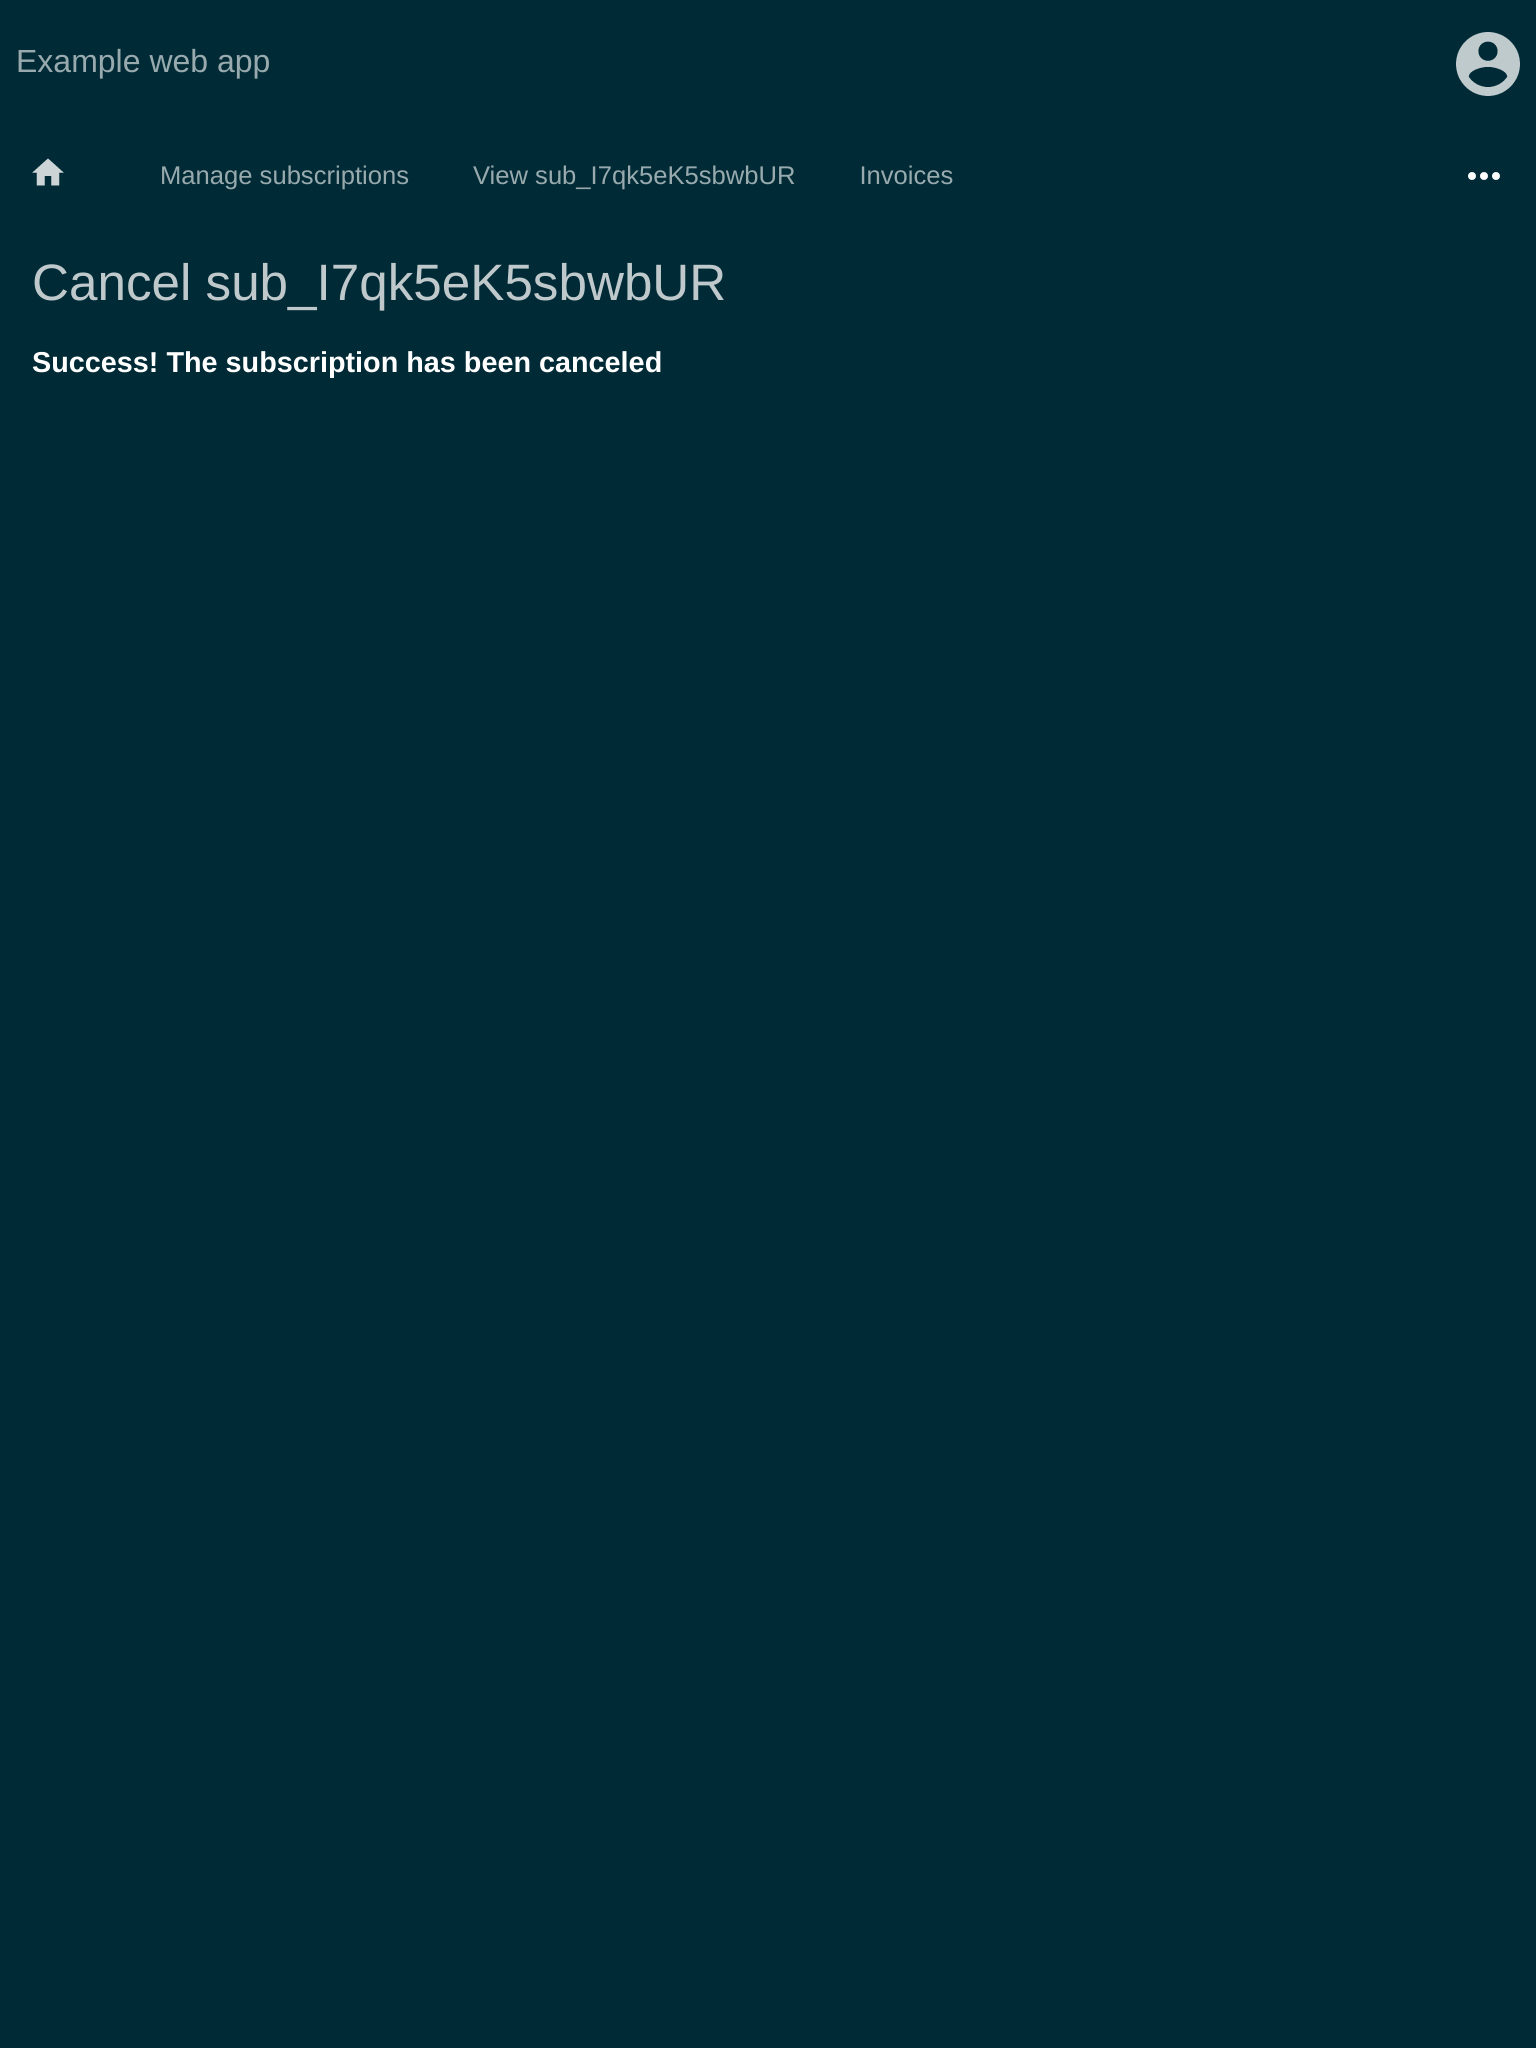 Example web app
Manage subscriptions View sub_I7qk5eK5sbwbUR Invoices
Cancel sub_I7qk5eK5sbwbUR
Success! The subscription has been canceled